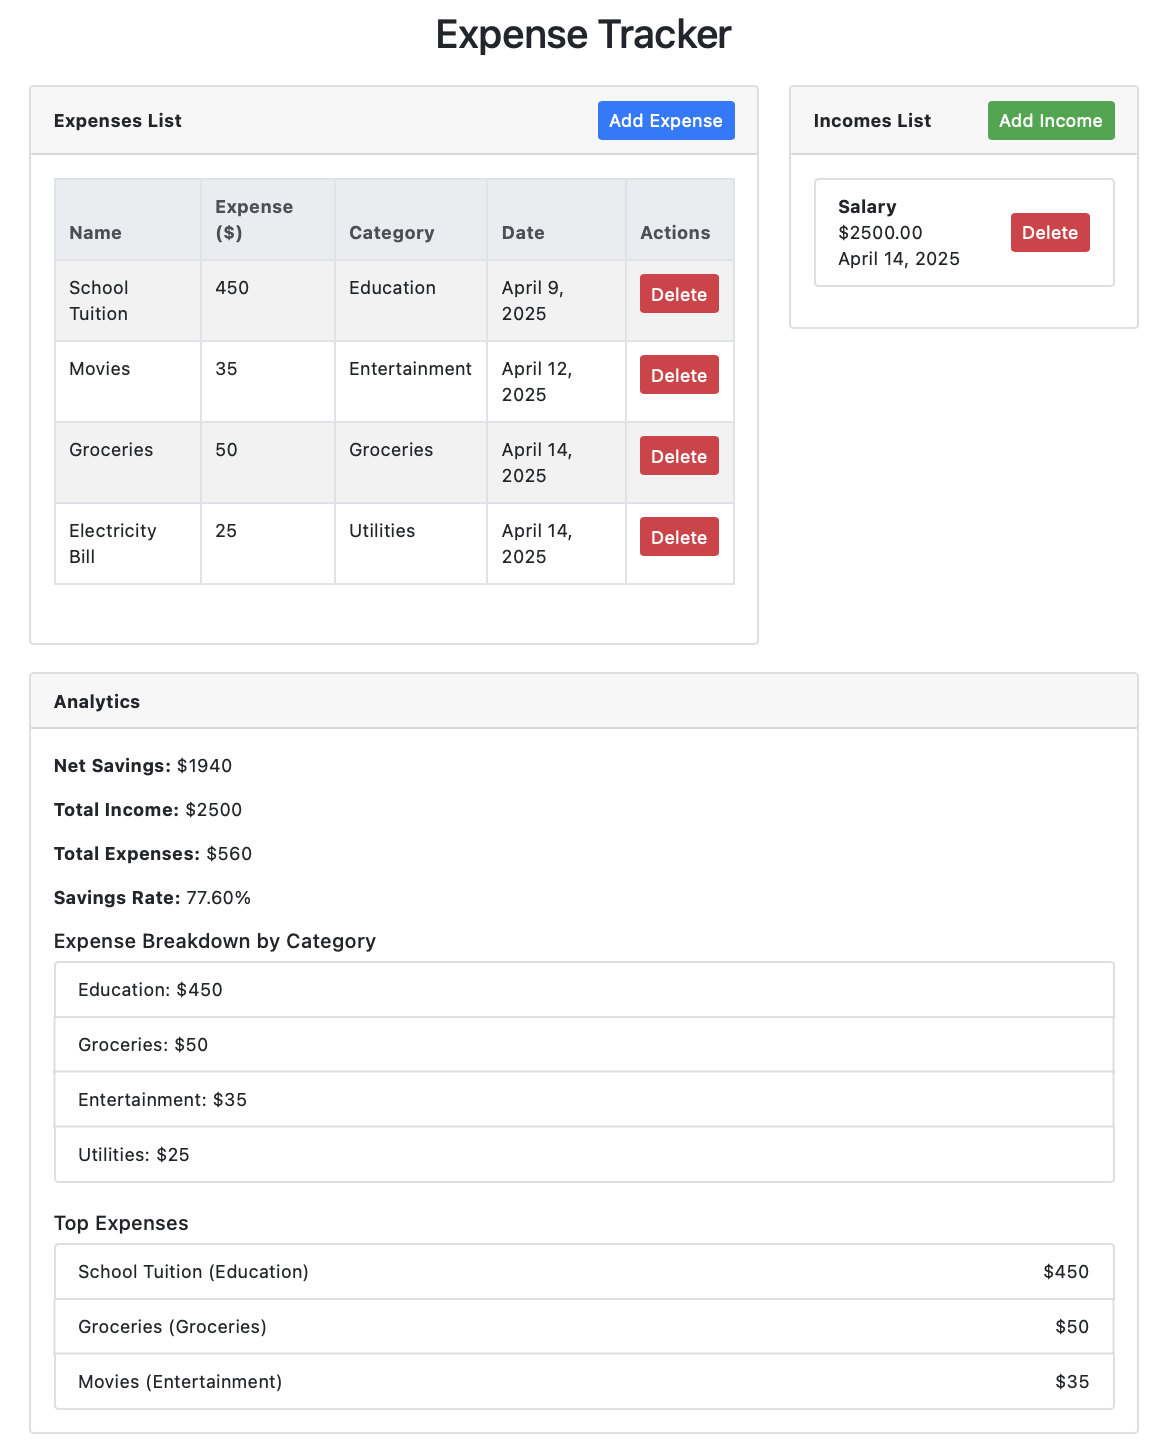 Expense Tracker
Expenses List
Add Expense
Name
Expense
($)
Category
Date
Actions
School
Tuition
450
Education
April 9,
2025
Delete
Movies
35
Entertainment
April 12,
2025
Delete
Groceries
50
Groceries
April 14,
2025
Delete
Electricity
Bill
25
Utilities
April 14,
2025
Delete
Incomes List
Add Income
Salary
$2500.00
April 14, 2025
Delete
Analytics
Net Savings: $1940
Total Income: $2500
Total Expenses: $560
Savings Rate: 77.60%
Expense Breakdown by Category
Education: $450
Groceries: $50
Entertainment: $35
Utilities: $25
Top Expenses
School Tuition (Education) $450
Groceries (Groceries) $50
Movies (Entertainment) $35